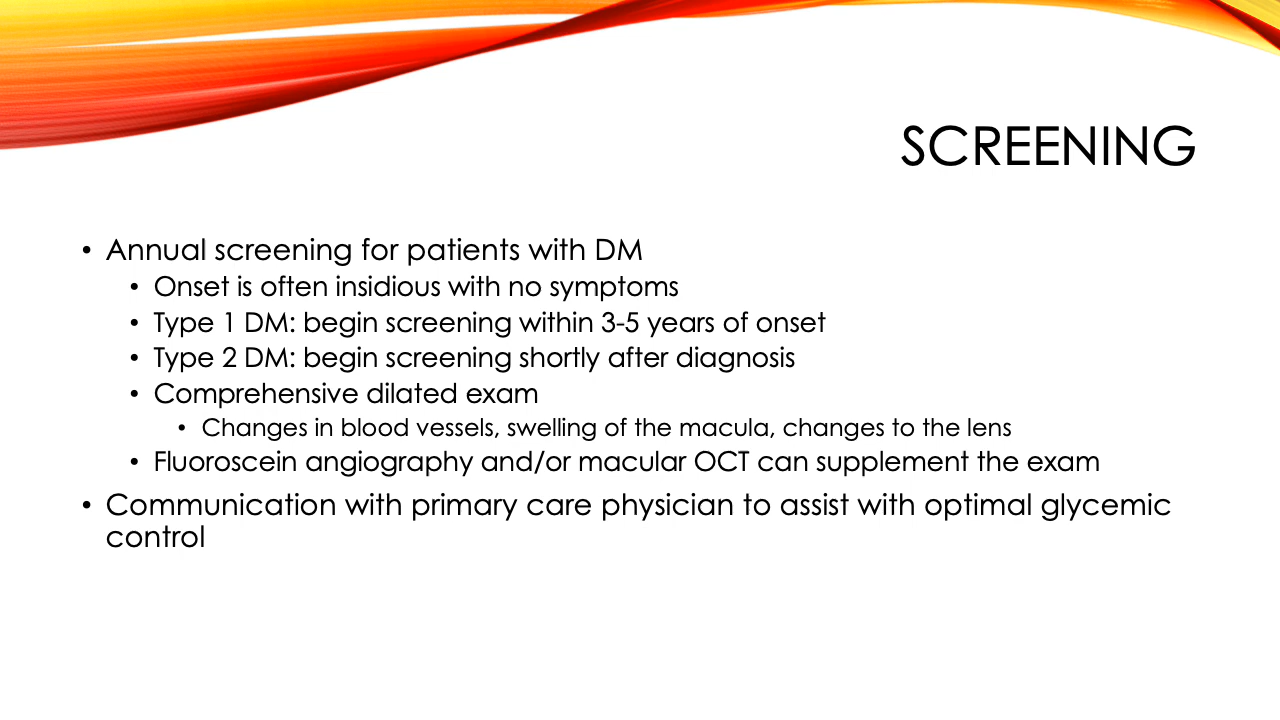 SCREENING
• Annual screening for patients with DM
• Onset is often insidious with no symptoms
• Type 1 DM: begin screening within 3-5 years of onset
• Type 2 DM: begin screening shortly after diagnosis
• Comprehensive dilated exam
• Changes in blood vessels, swelling of the macula, changes to the lens
• Fluoroscein angiography and/or macular OCT can supplement the exam
• Communication with primary care physician to assist with optimal glycemic
control